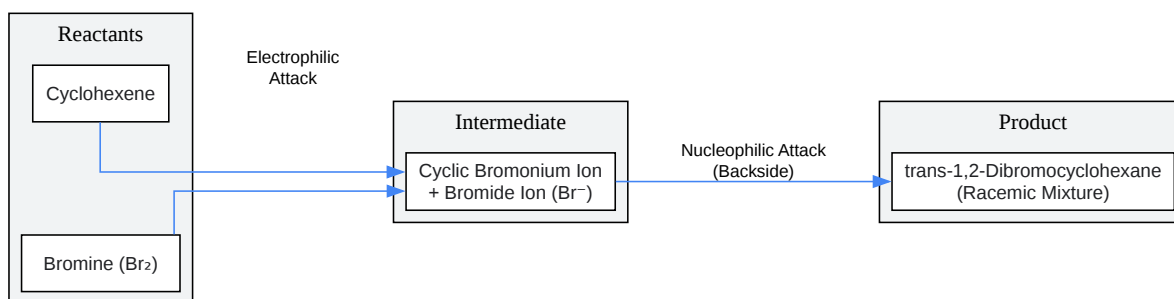 Reactants
Cyclohexene
Bromine (Br₂)
Electrophilic
Attack
Intermediate
Cyclic Bromonium Ion
+ Bromide Ion (Br⁻)
Nucleophilic Attack
(Backside)
Product
trans-1,2-Dibromocyclohexane
(Racemic Mixture)